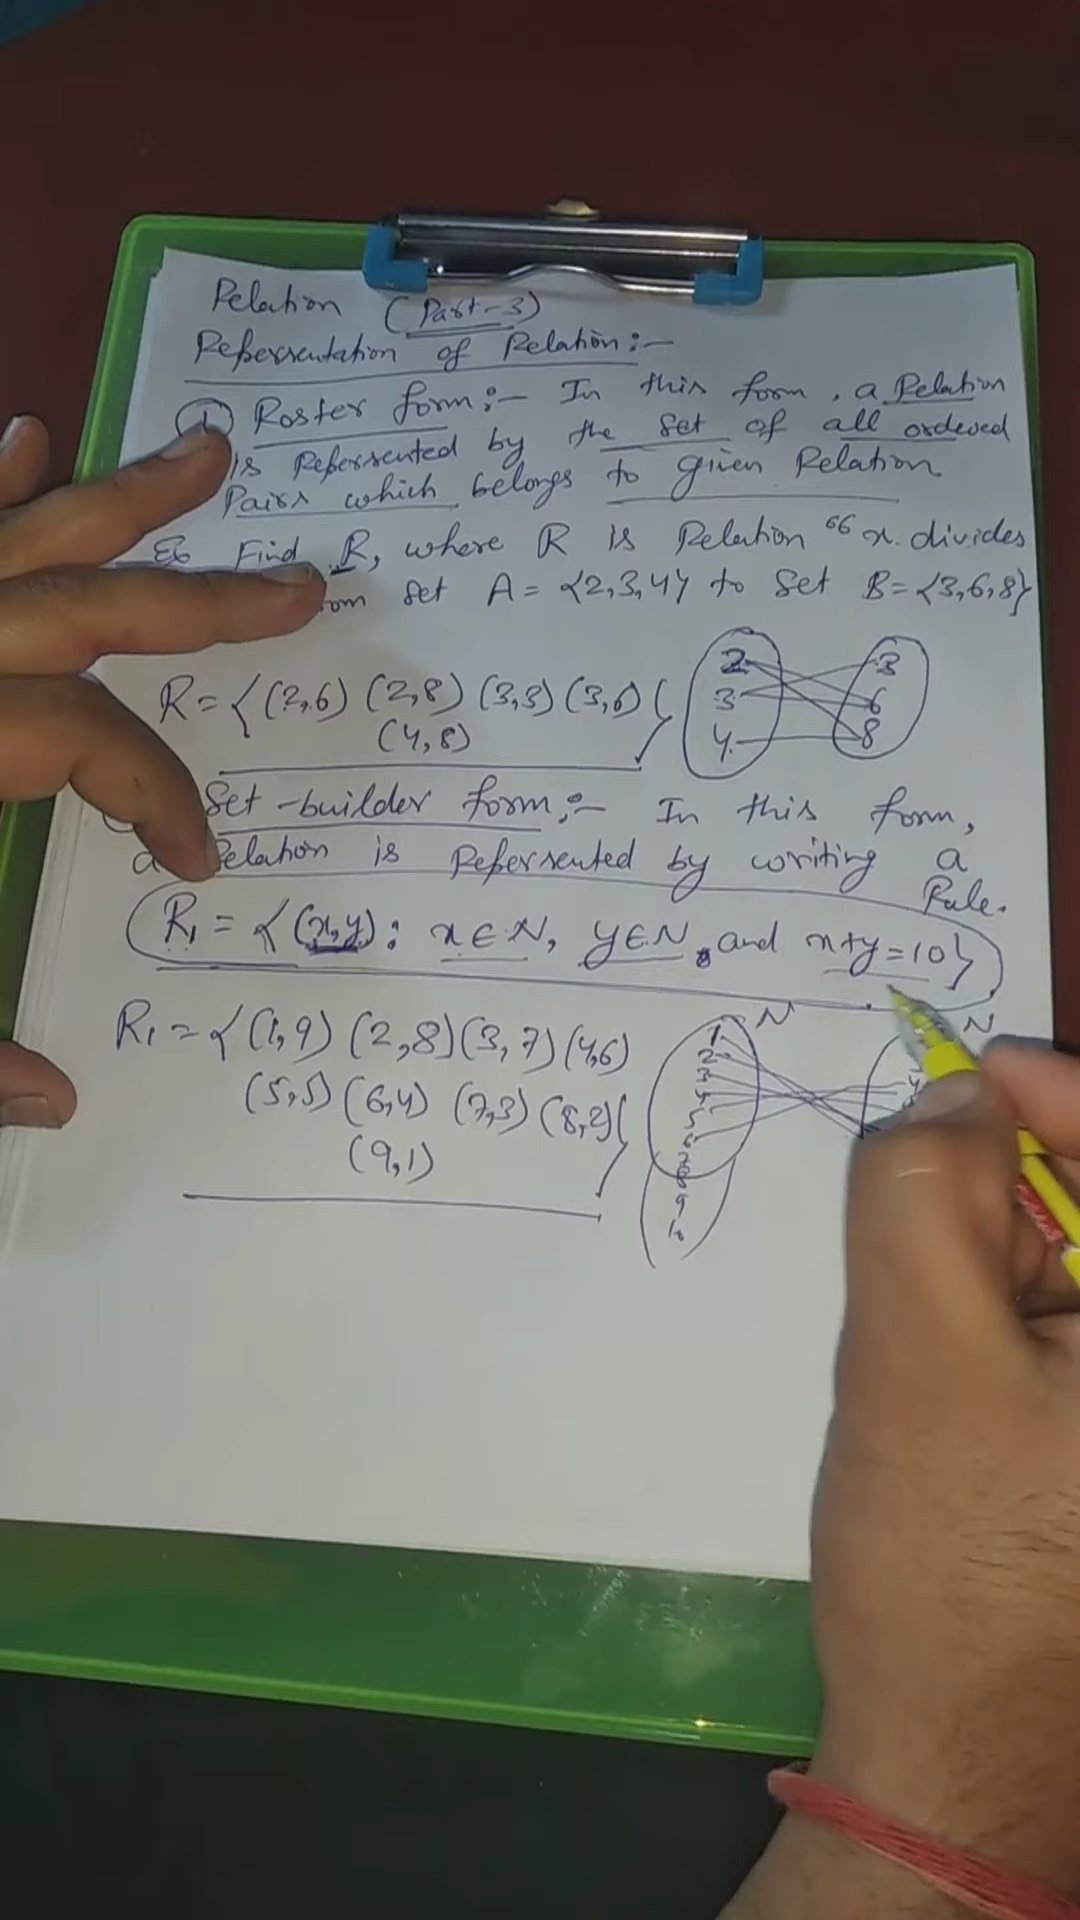 Relation (Part-3)
Repersentation of Relation:-
① Roster form:- In this form, a Relation
is Repersented by the set of all ordered
Pairs which belongs to given Relation
Eg Find R, where R is Relation "x divides
om set A = {2,3,4} to set B = {3,6,8}
R = { (2,6) (2,8) (3,3) (3,6) }
(4,8)
2 3
3 6
4 8
Set-builder form:- In this form,
a Relation is Repersented by writing a
Rule.
R₁ = { (x,y) : x ∈ N, y ∈ N, and x+y=10}
R₁ = { (1,9) (2,8) (3,7) (4,6)
(5,5) (6,4) (7,3) (8,2) }
(9,1)
N N
1
2
3
4
5
6
7
8
9
10